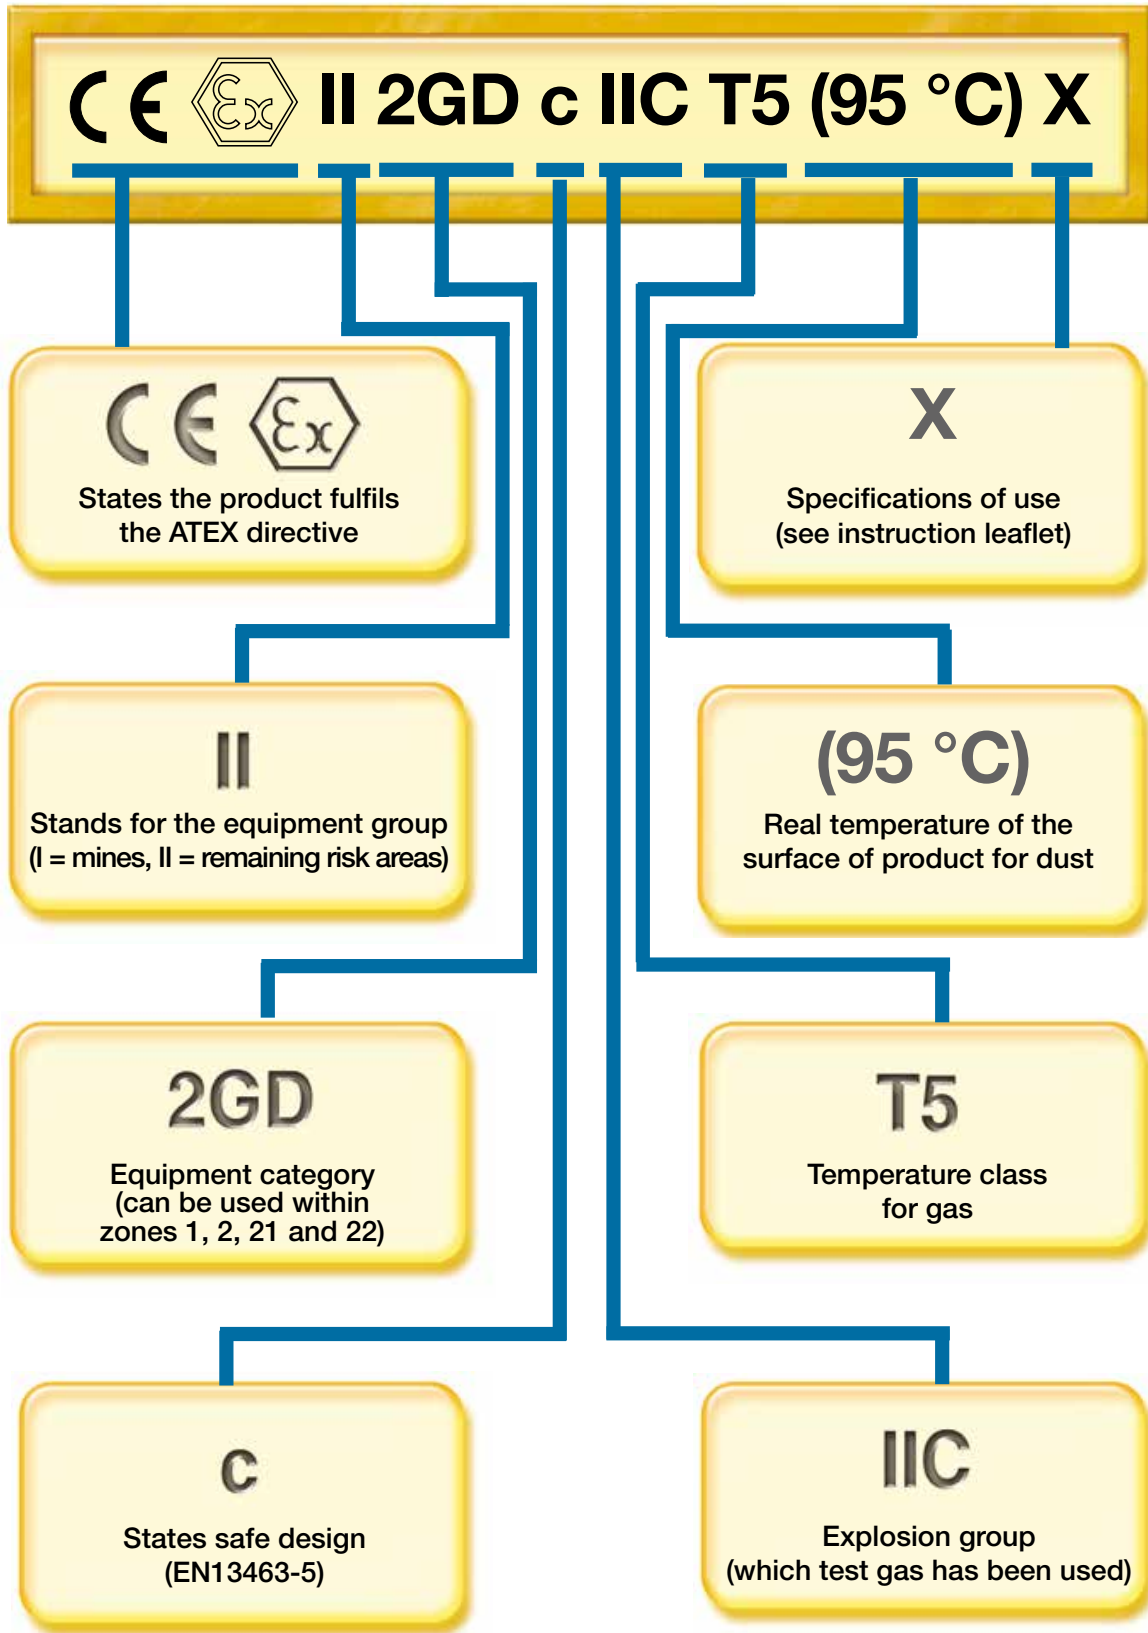 CE Ex II 2GD c IIC T5 (95 °C) X
CE Ex
States the product fulfils
the ATEX directive
X
Specifications of use
(see instruction leaflet)
II
Stands for the equipment group
(I = mines, II = remaining risk areas)
(95 °C)
Real temperature of the
surface of product for dust
2GD
Equipment category
(can be used within
zones 1, 2, 21 and 22)
T5
Temperature class
for gas
c
States safe design
(EN13463-5)
IIC
Explosion group
(which test gas has been used)